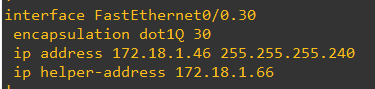 interface FastEthernet0/0.30
encapsulation dot1Q 30
ip address 172.18.1.46 255.255.255.240
ip helper-address 172.18.1.66